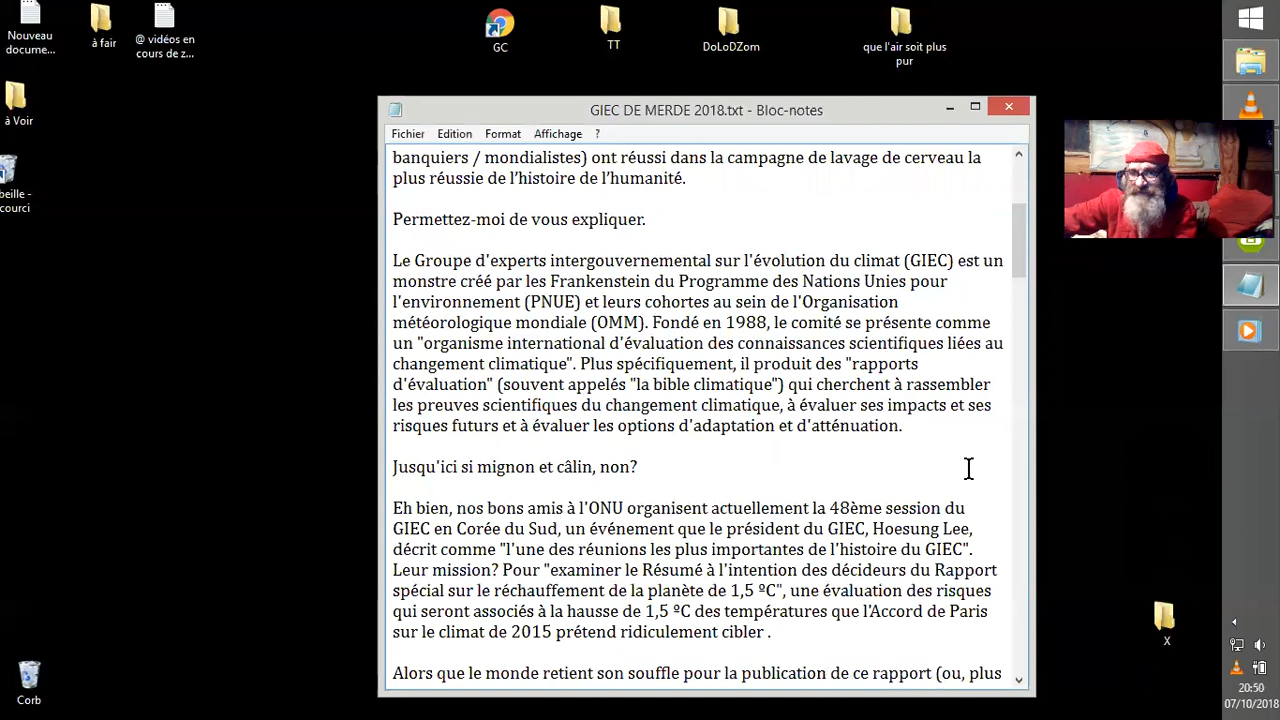 Nouveau
docume...
à fair
@ vidéos en
cours de z...
GC
TT
DoLoDZom
que l'air soit plus
pur
à Voir
beille -
courci
GIEC DE MERDE 2018.txt - Bloc-notes
Fichier Edition Format Affichage ?
banquiers / mondialistes) ont réussi dans la campagne de lavage de cerveau la
plus réussie de l'histoire de l'humanité.
Permettez-moi de vous expliquer.
Le Groupe d'experts intergouvernemental sur l'évolution du climat (GIEC) est un
monstre créé par les Frankenstein du Programme des Nations Unies pour
l'environnement (PNUE) et leurs cohortes au sein de l'Organisation
météorologique mondiale (OMM). Fondé en 1988, le comité se présente comme
un "organisme international d'évaluation des connaissances scientifiques liées au
changement climatique". Plus spécifiquement, il produit des "rapports
d'évaluation" (souvent appelés "la bible climatique") qui cherchent à rassembler
les preuves scientifiques du changement climatique, à évaluer ses impacts et ses
risques futurs et à évaluer les options d'adaptation et d'atténuation.
Jusqu'ici si mignon et câlin, non?
Eh bien, nos bons amis à l'ONU organisent actuellement la 48ème session du
GIEC en Corée du Sud, un événement que le président du GIEC, Hoesung Lee,
décrit comme "l'une des réunions les plus importantes de l'histoire du GIEC".
Leur mission? Pour "examiner le Résumé à l'intention des décideurs du Rapport
spécial sur le réchauffement de la planète de 1,5 ºC", une évaluation des risques
qui seront associés à la hausse de 1,5 ºC des températures que l'Accord de Paris
sur le climat de 2015 prétend ridiculement cibler .
Alors que le monde retient son souffle pour la publication de ce rapport (ou, plus
X
Corb
20:50
07/10/2018